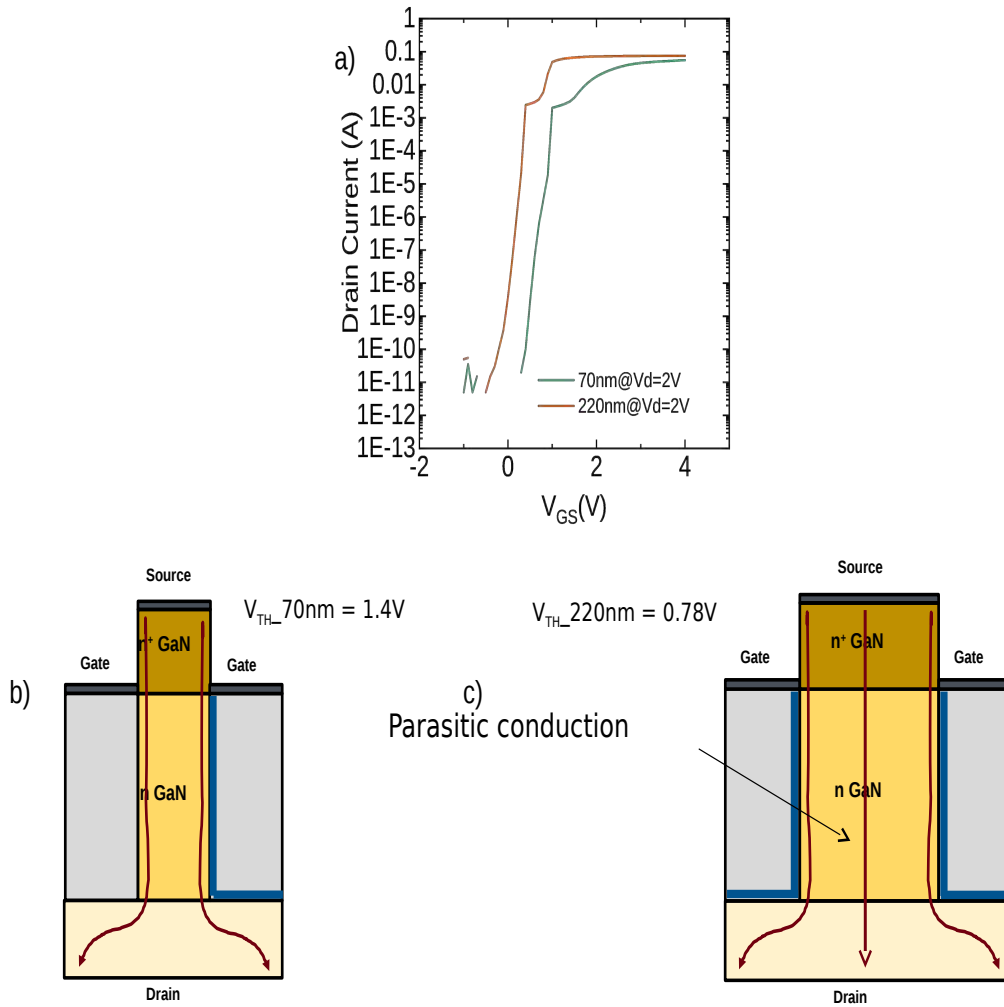 a)
Drain Current (A)
1
0.1
0.01
1E-3
1E-4
1E-5
1E-6
1E-7
1E-8
1E-9
1E-10
1E-11
1E-12
1E-13
-2 0 2 4
70nm@Vd=2V
220nm@Vd=2V
VGS(V)
b)
Source
VTH_70nm = 1.4V
n+ GaN
Gate
Gate
n GaN
Drain
c)
Source
VTH_220nm = 0.78V
n+ GaN
Gate
Gate
Parasitic conduction
n GaN
Drain